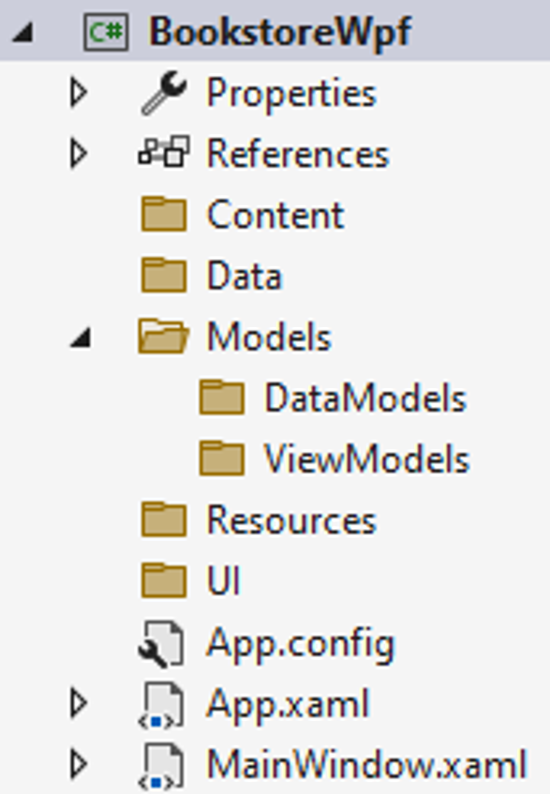 C# BookstoreWpf
Properties
References
Content
Data
Models
DataModels
ViewModels
Resources
UI
App.config
App.xaml
MainWindow.xaml